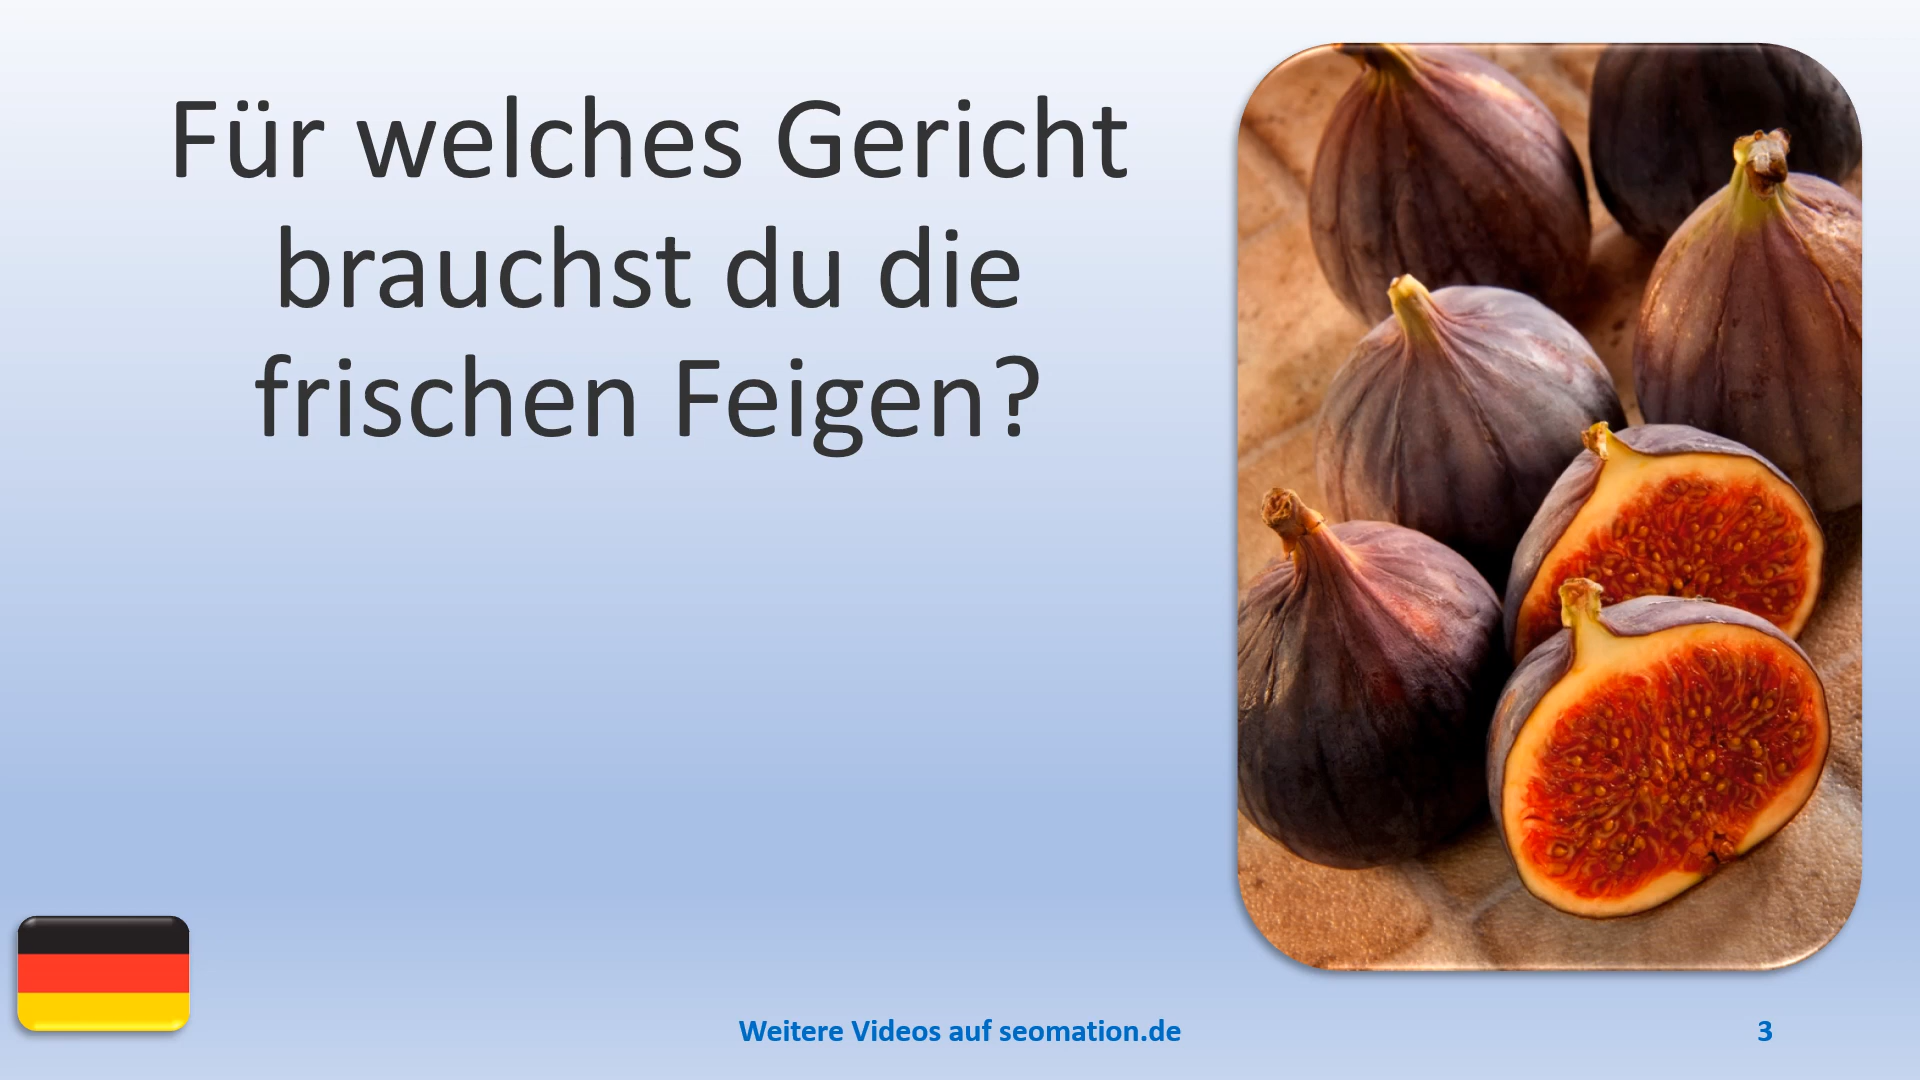 Für welches Gericht
brauchst du die
frischen Feigen?
Weitere Videos auf seomation.de
3